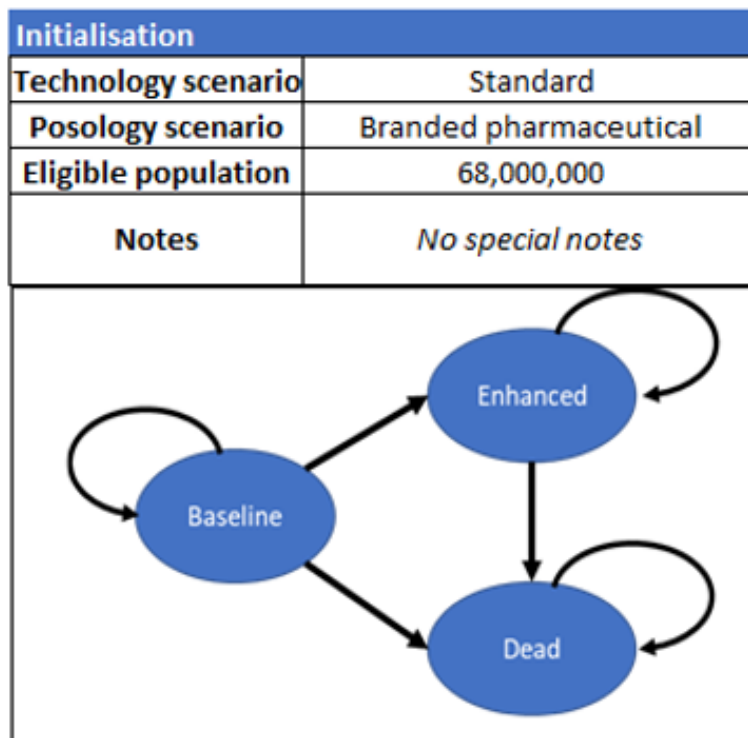 Initialisation
Technology scenario Standard
Posology scenario Branded pharmaceutical
Eligible population 68,000,000
Notes No special notes
Enhanced
Baseline
Dead